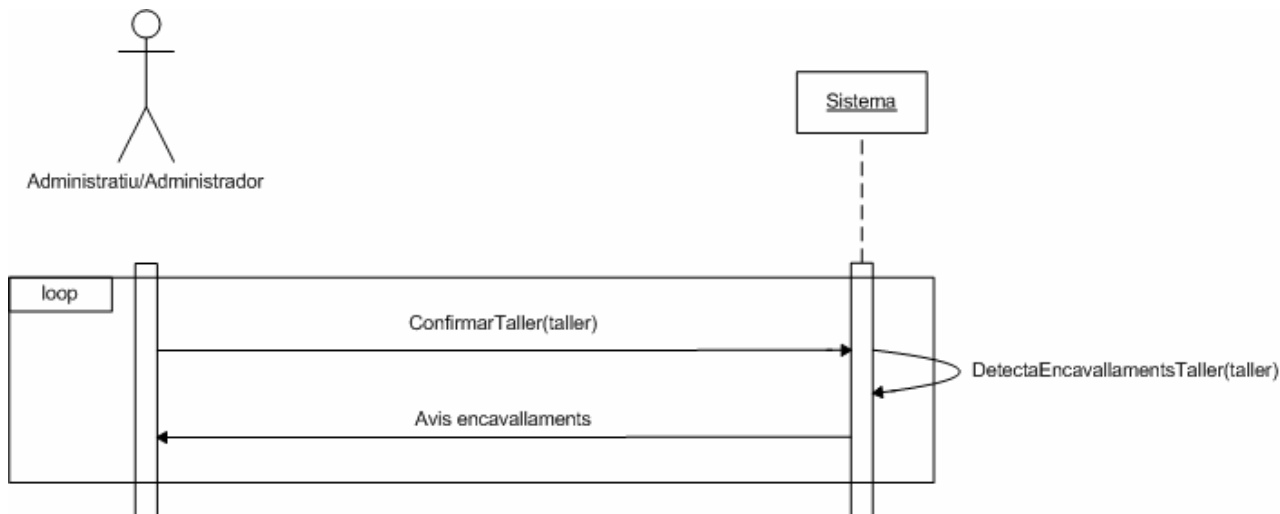 Sistema
Administratiu/Administrador
loop
ConfirmarTaller(taller)
DetectaEncavallamentsTaller(taller)
Avis encavallaments